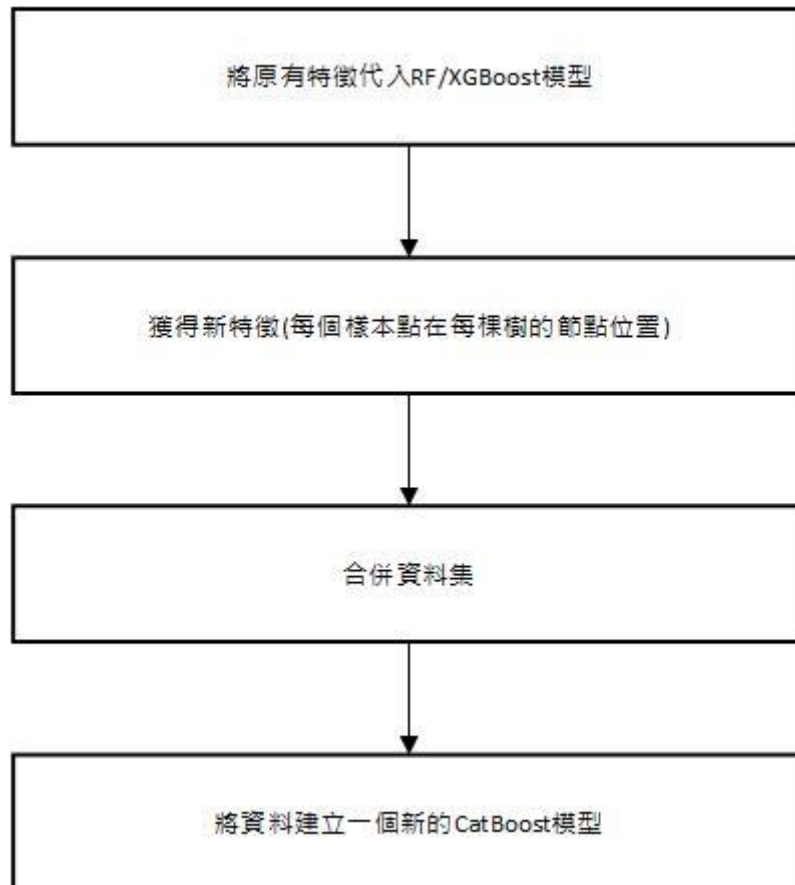 將原有特徵代入RF/XGBoost模型
獲得新特徵(每個樣本點在每棵樹的節點位置)
合併資料集
將資料建立一個新的CatBoost模型